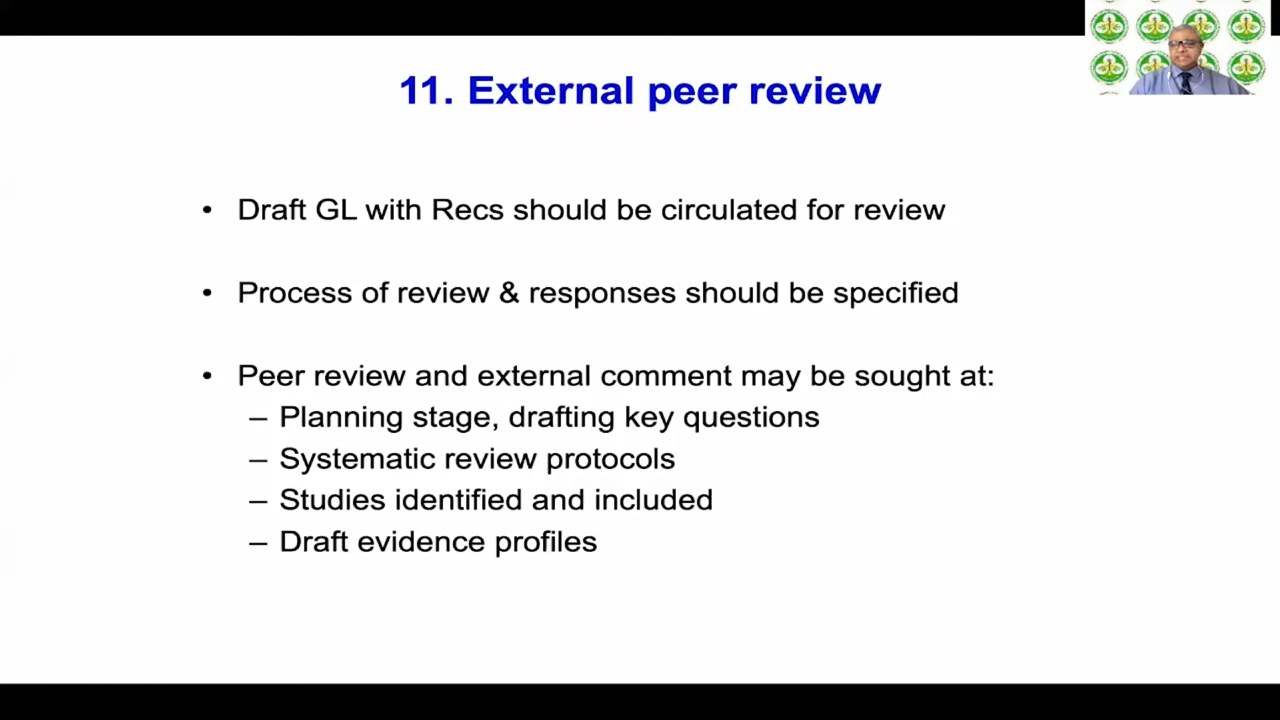 11. External peer review
• Draft GL with Recs should be circulated for review
• Process of review & responses should be specified
• Peer review and external comment may be sought at:
– Planning stage, drafting key questions
– Systematic review protocols
– Studies identified and included
– Draft evidence profiles